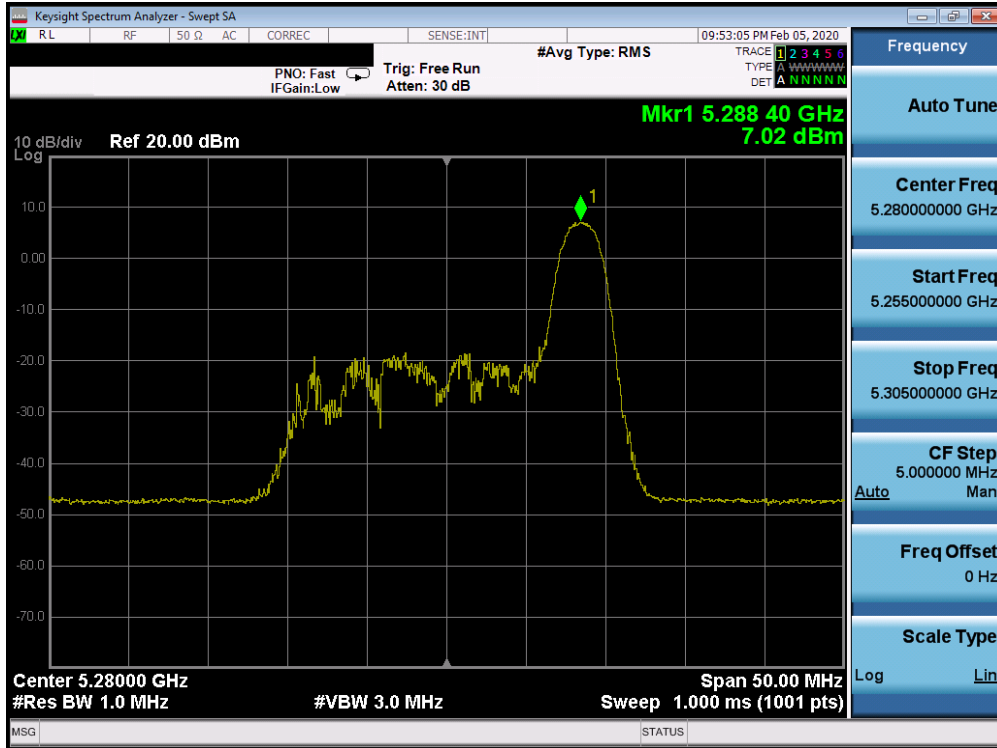 Keysight Spectrum Analyzer - Swept SA
LXI RL RF 50 Ω AC CORREC SENSE:INT 09:53:05 PM Feb 05, 2020
#Avg Type: RMS TRACE 1 2 3 4 5 6
PNO: Fast Trig: Free Run TYPE A WWWWW
IFGain:Low Atten: 30 dB DET A N N N N N
Mkr1 5.288 40 GHz
10 dB/div Ref 20.00 dBm 7.02 dBm
Log
1
10.0
0.00
-10.0
-20.0
-30.0
-40.0
-50.0
-60.0
-70.0
Center 5.28000 GHz Span 50.00 MHz
#Res BW 1.0 MHz #VBW 3.0 MHz Sweep 1.000 ms (1001 pts)
MSG STATUS
Frequency
Auto Tune
Center Freq
5.280000000 GHz
Start Freq
5.255000000 GHz
Stop Freq
5.305000000 GHz
CF Step
5.000000 MHz
Auto Man
Freq Offset
0 Hz
Scale Type
Log Lin